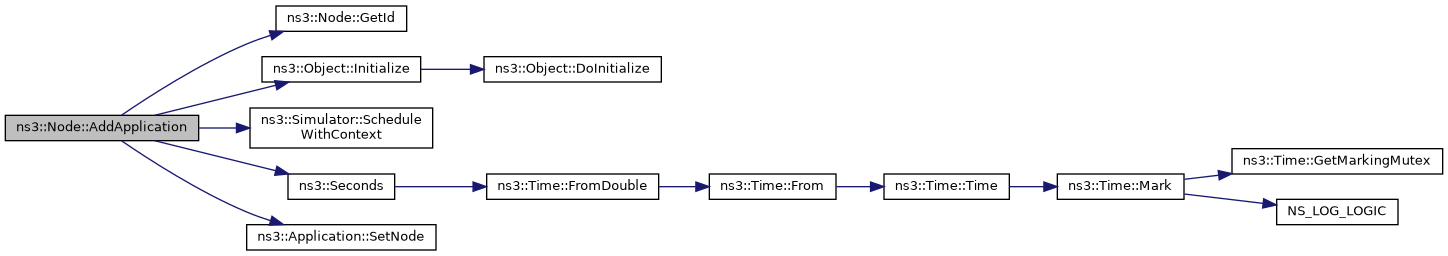 ns3::Node::GetId
ns3::Object::Initialize
ns3::Object::DoInitialize
ns3::Node::AddApplication
ns3::Simulator::Schedule
WithContext
ns3::Seconds
ns3::Time::FromDouble
ns3::Time::From
ns3::Time::Time
ns3::Time::Mark
ns3::Time::GetMarkingMutex
NS_LOG_LOGIC
ns3::Application::SetNode